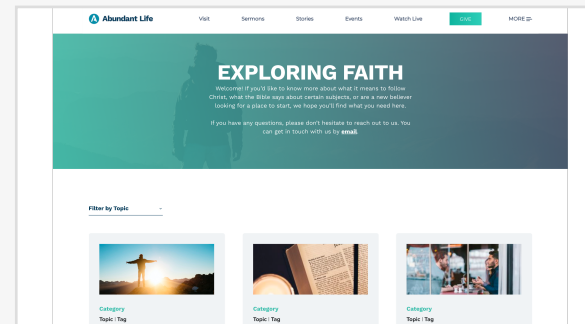 Abundant Life
Visit Sermons Stories Events Watch Live GIVE MORE
EXPLORING FAITH
Welcome! If you'd like to know more about what it means to follow
Christ, what the Bible says about certain subjects, or are a new believer
looking for a place to start, we hope you'll find what you need here.
If you have any questions, please don't hesitate to reach out to us. You
can get in touch with us by email.
Filter by Topic
Category
Topic | Tag
Category
Topic | Tag
Category
Topic | Tag